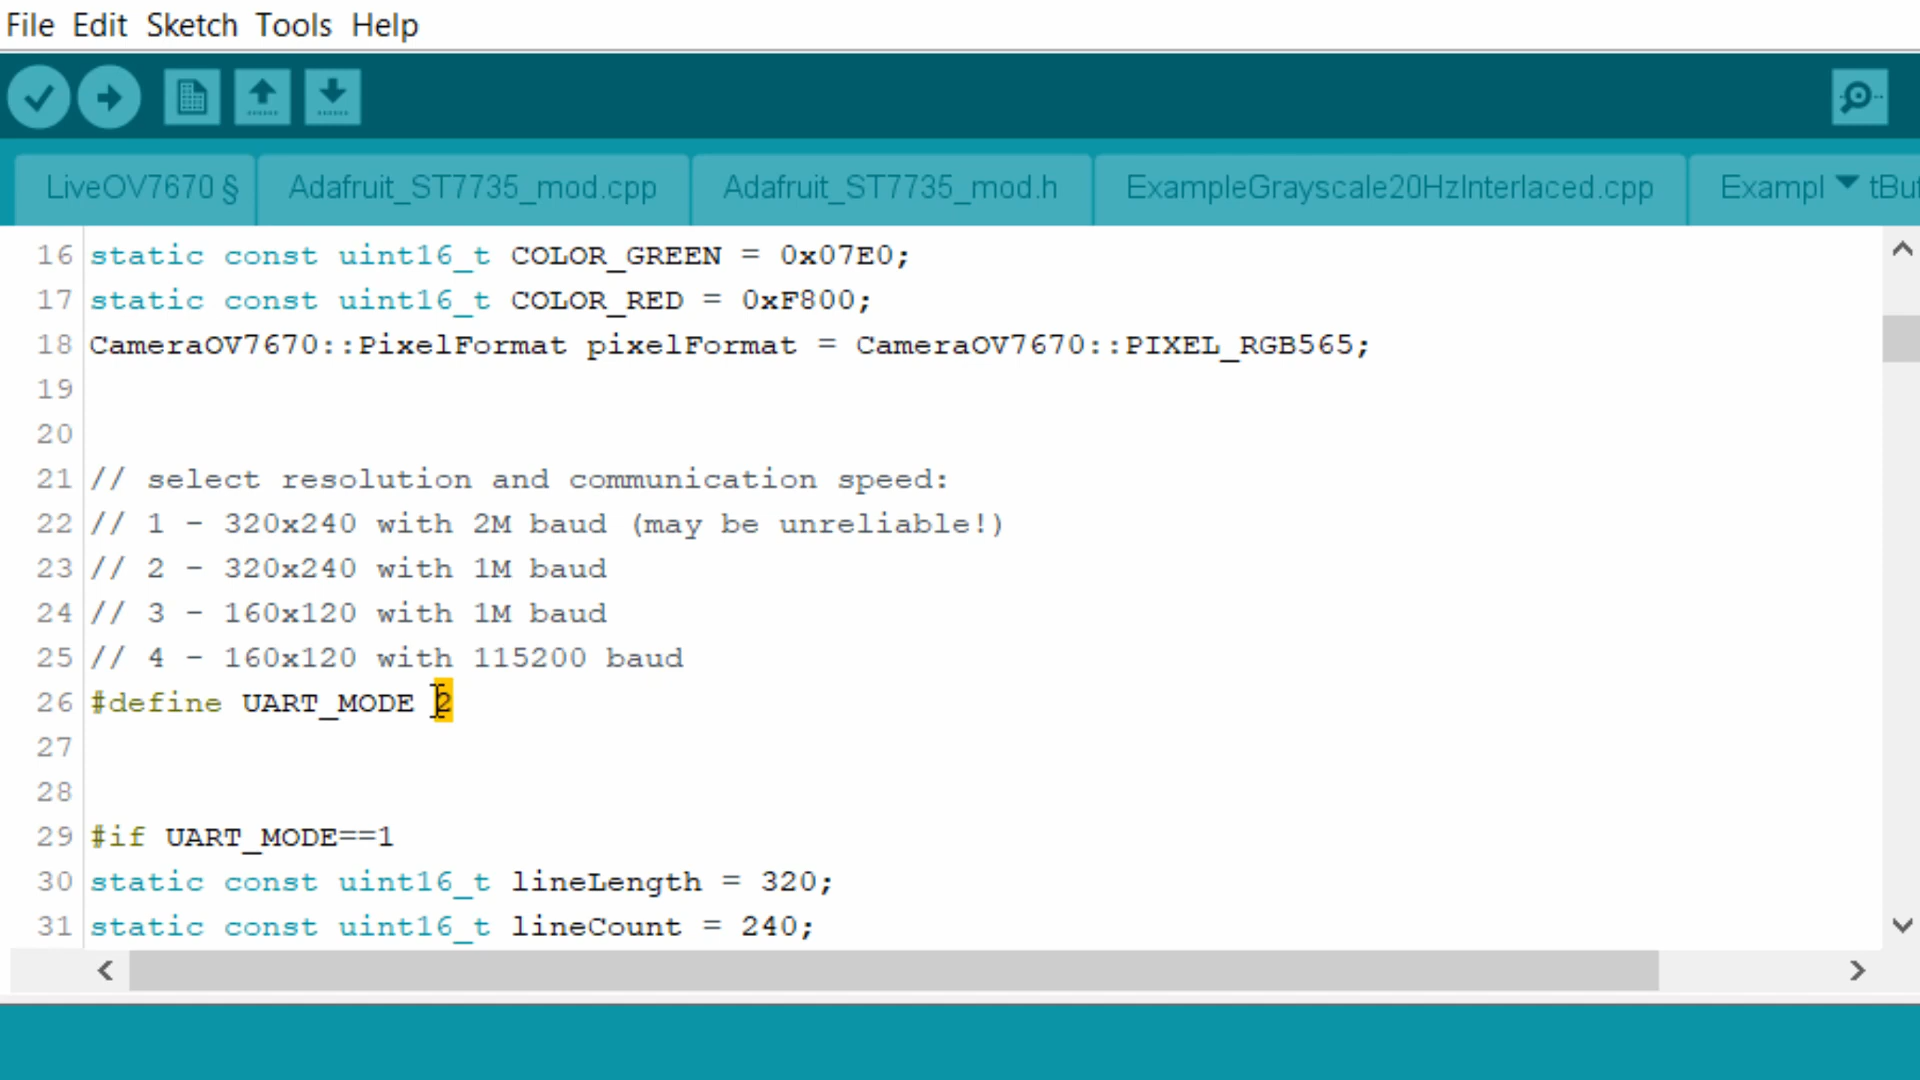 File Edit Sketch Tools Help
LiveOV7670 § Adafruit_ST7735_mod.cpp Adafruit_ST7735_mod.h ExampleGrayscale20HzInterlaced.cpp Exampl tBuf
16 static const uint16_t COLOR_GREEN = 0x07E0;
17 static const uint16_t COLOR_RED = 0xF800;
18 CameraOV7670::PixelFormat pixelFormat = CameraOV7670::PIXEL_RGB565;
19
20
21 // select resolution and communication speed:
22 // 1 - 320x240 with 2M baud (may be unreliable!)
23 // 2 - 320x240 with 1M baud
24 // 3 - 160x120 with 1M baud
25 // 4 - 160x120 with 115200 baud
26 #define UART_MODE 2
27
28
29 #if UART_MODE==1
30 static const uint16_t lineLength = 320;
31 static const uint16_t lineCount = 240;